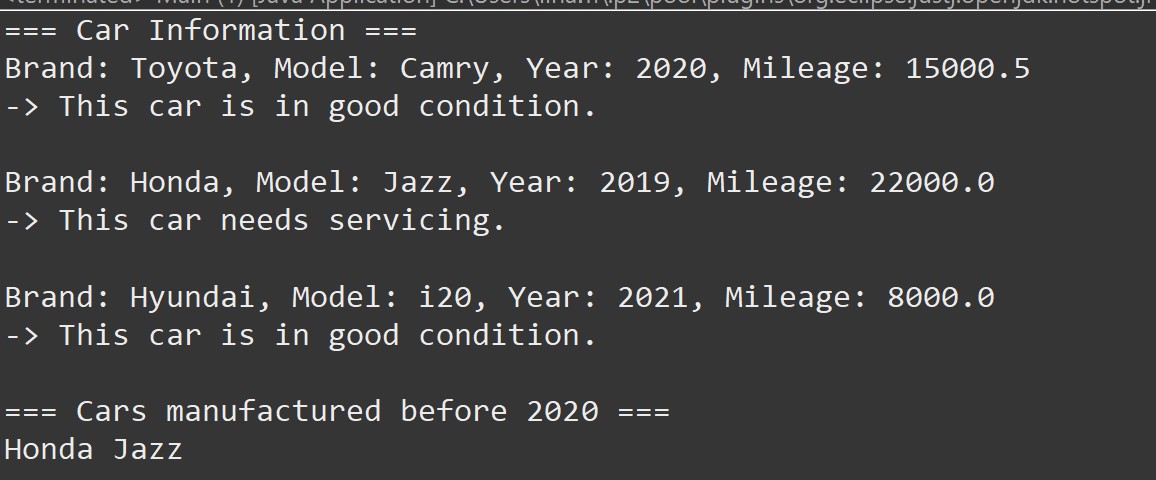 === Car Information ===
Brand: Toyota, Model: Camry, Year: 2020, Mileage: 15000.5
-> This car is in good condition.
Brand: Honda, Model: Jazz, Year: 2019, Mileage: 22000.0
-> This car needs servicing.
Brand: Hyundai, Model: i20, Year: 2021, Mileage: 8000.0
-> This car is in good condition.
=== Cars manufactured before 2020 ===
Honda Jazz